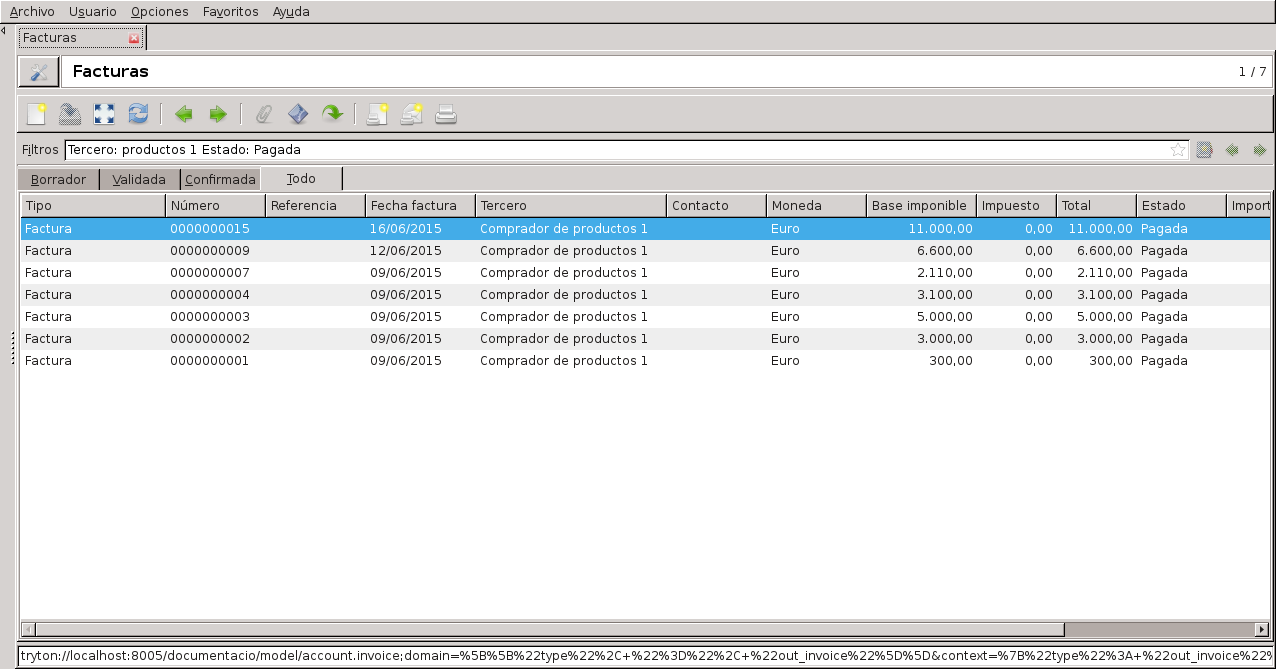 Archivo Usuario Opciones Favoritos Ayuda
Facturas
Facturas 1 / 7
Filtros Tercero: productos 1 Estado: Pagada
Borrador Validada Confirmada Todo
Tipo Número Referencia Fecha factura Tercero Contacto Moneda Base imponible Impuesto Total Estado Import
Factura 0000000015 16/06/2015 Comprador de productos 1 Euro 11.000,00 0,00 11.000,00 Pagada
Factura 0000000009 12/06/2015 Comprador de productos 1 Euro 6.600,00 0,00 6.600,00 Pagada
Factura 0000000007 09/06/2015 Comprador de productos 1 Euro 2.110,00 0,00 2.110,00 Pagada
Factura 0000000004 09/06/2015 Comprador de productos 1 Euro 3.100,00 0,00 3.100,00 Pagada
Factura 0000000003 09/06/2015 Comprador de productos 1 Euro 5.000,00 0,00 5.000,00 Pagada
Factura 0000000002 09/06/2015 Comprador de productos 1 Euro 3.000,00 0,00 3.000,00 Pagada
Factura 0000000001 09/06/2015 Comprador de productos 1 Euro 300,00 0,00 300,00 Pagada
tryton://localhost:8005/documentacio/model/account.invoice;domain=%5B%5B%22type%22%2C+%22%3D%22%2C+%22out_invoice%22%5D%5D&context=%7B%22type%22%3A+%22out_invoice%22%